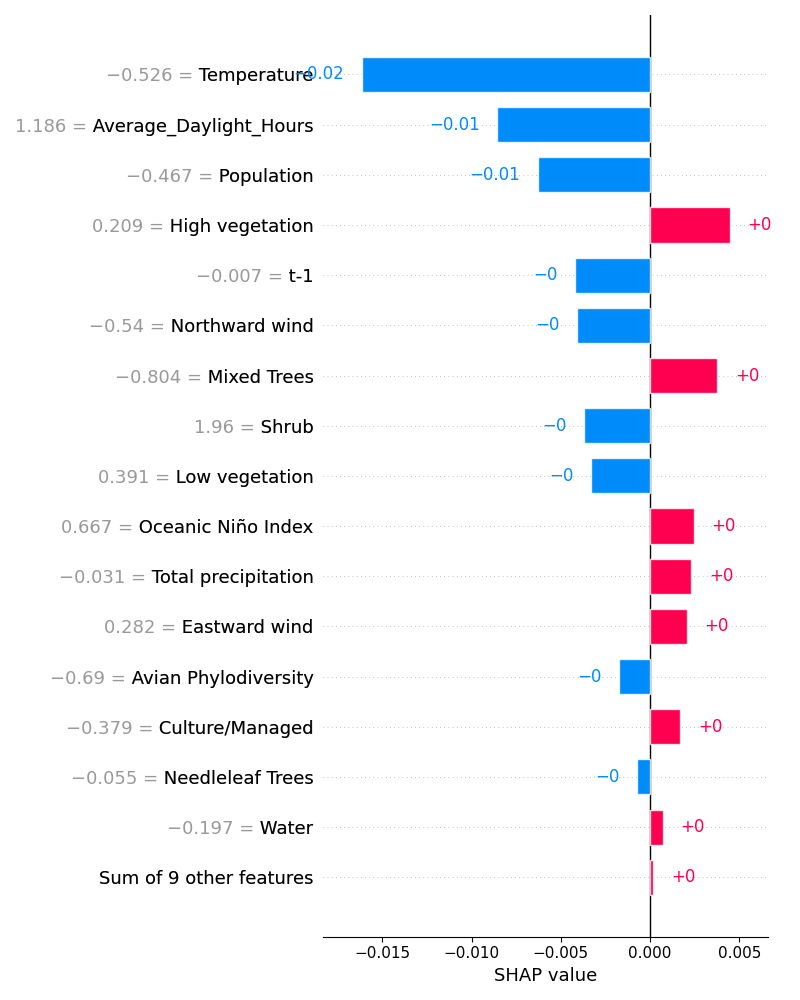 −0.526 = Temperature −0.02
1.186 = Average_Daylight_Hours −0.01
−0.467 = Population −0.01
0.209 = High vegetation +0
−0.007 = t-1 −0
−0.54 = Northward wind −0
−0.804 = Mixed Trees +0
1.96 = Shrub −0
0.391 = Low vegetation −0
0.667 = Oceanic Niño Index +0
−0.031 = Total precipitation +0
0.282 = Eastward wind +0
−0.69 = Avian Phylodiversity −0
−0.379 = Culture/Managed +0
−0.055 = Needleleaf Trees −0
−0.197 = Water +0
Sum of 9 other features +0
−0.015 −0.010 −0.005 0.000 0.005
SHAP value